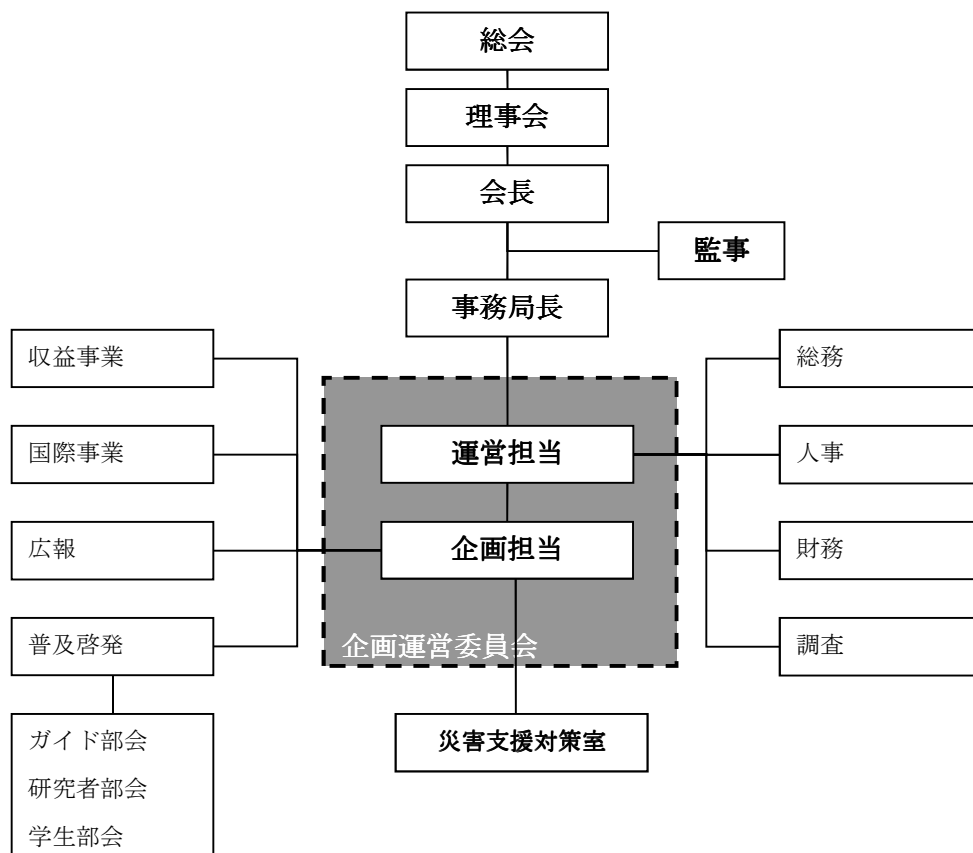 総会
理事会
会長
監事
事務局長
収益事業
総務
運営担当
国際事業
人事
企画担当
広報
財務
企画運営委員会
普及啓発
調査
災害支援対策室
ガイド部会
研究者部会
学生部会